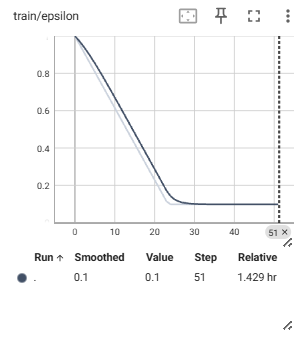 train/epsilon
0.8
0.6
0.4
0.2
0 10 20 30 40 51 ×
Run ↑ Smoothed Value Step Relative
. 0.1 0.1 51 1.429 hr